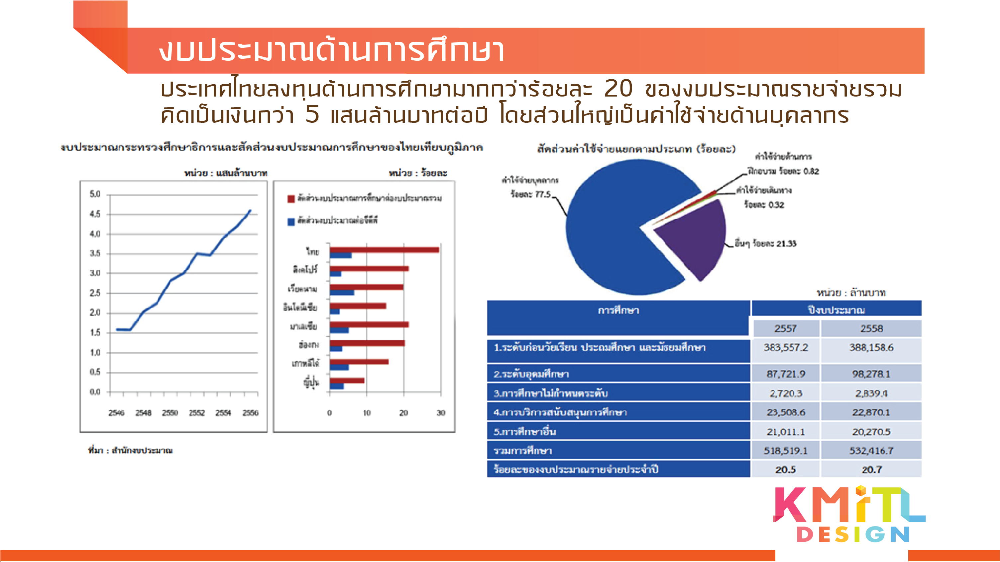 งบประมาณด้านการศึกษา
ประเทศไทยลงทุนด้านการศึกษามากกว่าร้อยละ 20 ของงบประมาณรายจ่ายรวม
คิดเป็นเงินกว่า 5 แสนล้านบาทต่อปี โดยส่วนใหญ่เป็นค่าใช้จ่ายด้านบุคลากร
งบประมาณกระทรวงศึกษาธิการและสัดส่วนงบประมาณการศึกษาของไทยเทียบภูมิภาค
หน่วย : แสนล้านบาท
5.0
4.5
4.0
3.5
3.0
2.5
2.0
1.5
1.0
0.5
0.0
2546 2548 2550 2552 2554 2556
หน่วย : ร้อยละ
สัดส่วนงบประมาณการศึกษาต่องบประมาณรวม
สัดส่วนงบประมาณต่อจีดีพี
ไทย
สิงคโปร์
เวียดนาม
อินโดนีเซีย
มาเลเซีย
ฮ่องกง
เกาหลีใต้
ญี่ปุ่น
0 10 20 30
ที่มา : สำนักงบประมาณ
สัดส่วนค่าใช้จ่ายแยกตามประเภท (ร้อยละ)
ค่าใช้จ่ายด้านการ
ฝึกอบรม ร้อยละ 0.82
ค่าใช้จ่ายบุคลากร
ร้อยละ 77.5
ค่าใช้จ่ายเดินทาง
ร้อยละ 0.32
อื่นๆ ร้อยละ 21.33
หน่วย : ล้านบาท
การศึกษา ปีงบประมาณ
2557 2558
1.ระดับก่อนวัยเรียน ประถมศึกษา และมัธยมศึกษา 383,557.2 388,158.6
2.ระดับอุดมศึกษา 87,721.9 98,278.1
3.การศึกษาไม่กำหนดระดับ 2,720.3 2,839.4
4.การบริการสนับสนุนการศึกษา 23,508.6 22,870.1
5.การศึกษาอื่น 21,011.1 20,270.5
รวมการศึกษา 518,519.1 532,416.7
ร้อยละของงบประมาณรายจ่ายประจำปี 20.5 20.7
KMiTL
DESIGN